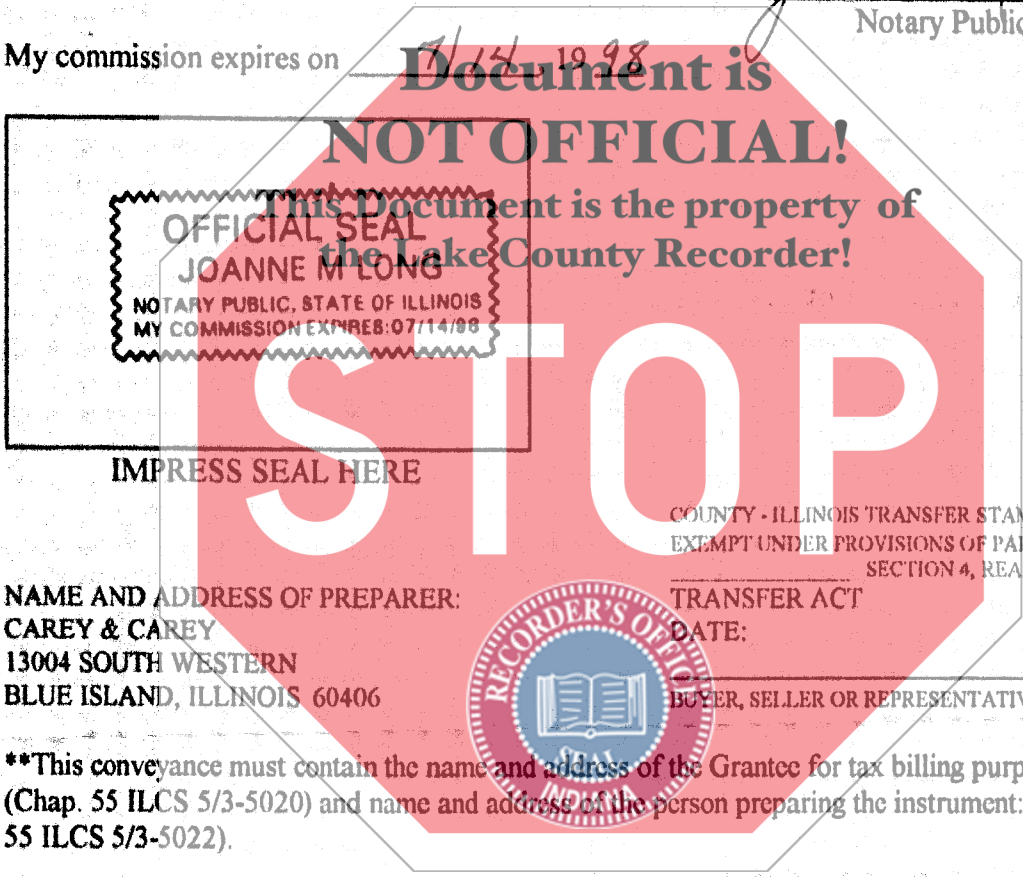 Notary Public
My commission expires on 7/14, 1998
Document is
NOT OFFICIAL!
This Document is the property of
the Lake County Recorder!
OFFICIAL SEAL
JOANNE M LONG
NOTARY PUBLIC, STATE OF ILLINOIS
MY COMMISSION EXPIRES:07/14/98
STOP
IMPRESS SEAL HERE
COUNTY - ILLINOIS TRANSFER STAM
EXEMPT UNDER PROVISIONS OF PA
SECTION 4, REA
TRANSFER ACT
DATE:
BUYER, SELLER OR REPRESENTATIV
NAME AND ADDRESS OF PREPARER:
CAREY & CAREY
13004 SOUTH WESTERN
BLUE ISLAND, ILLINOIS 60406
RECORDER'S OFFICE
SEAL
INDIANA
**This conveyance must contain the name and address of the Grantee for tax billing purp
(Chap. 55 ILCS 5/3-5020) and name and address of the person preparing the instrument:
55 ILCS 5/3-5022).